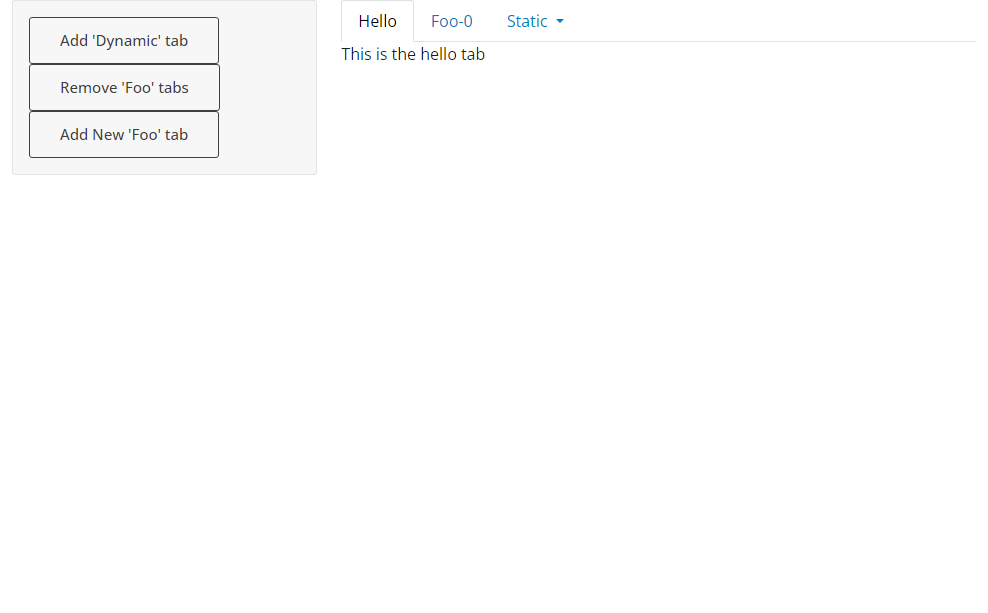 Add 'Dynamic' tab
Remove 'Foo' tabs
Add New 'Foo' tab
Hello Foo-0 Static
This is the hello tab